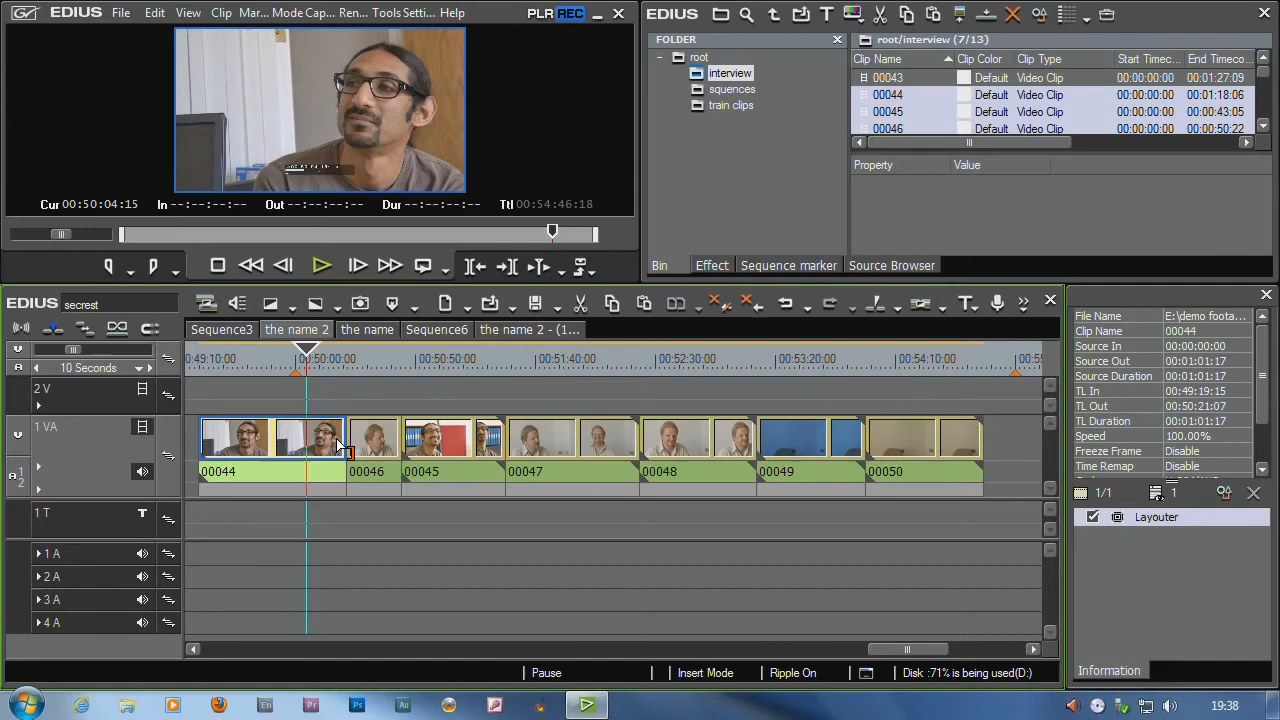 File Edit View Clip Mar... Mode Cap... Ren... Tools Setti... Help PLR REC
Cur 00:50:04:15 In --:--:--:-- Out --:--:--:-- Dur --:--:--:-- Ttl 00:54:46:18
EDIUS
FOLDER
root
interview
squences
train clips
root/interview (7/13)
Clip Name Clip Color Clip Type Start Timec... End Timeco
00043 Default Video Clip 00:00:00:00 00:01:27:09
00044 Default Video Clip 00:00:00:00 00:01:18:06
00045 Default Video Clip 00:00:00:00 00:00:43:05
00046 Default Video Clip 00:00:00:00 00:00:50:22
Property Value
Bin Effect Sequence marker Source Browser
EDIUS secrest
Sequence3 the name 2 the name Sequence6 the name 2 - (1...
10 Seconds
0:49:10:00 00:50:00:00 00:50:50:00 00:51:40:00 00:52:30:00 00:53:20:00 00:54:10:00 00:55
2 V
1 VA
00044 00046 00045 00047 00048 00049 00050
1
2
1 T T
1 A
2 A
3 A
4 A
Pause Insert Mode Ripple On Disk :71% is being used(D:)
File Name E:\demo foota...
Clip Name 00044
Source In 00:00:00:00
Source Out 00:01:01:17
Source Duration 00:01:01:17
TL In 00:49:19:15
TL Out 00:50:21:07
Speed 100.00%
Freeze Frame Disable
Time Remap Disable
1/1 1
Layouter
Information
En Pr Ps Au
19:38